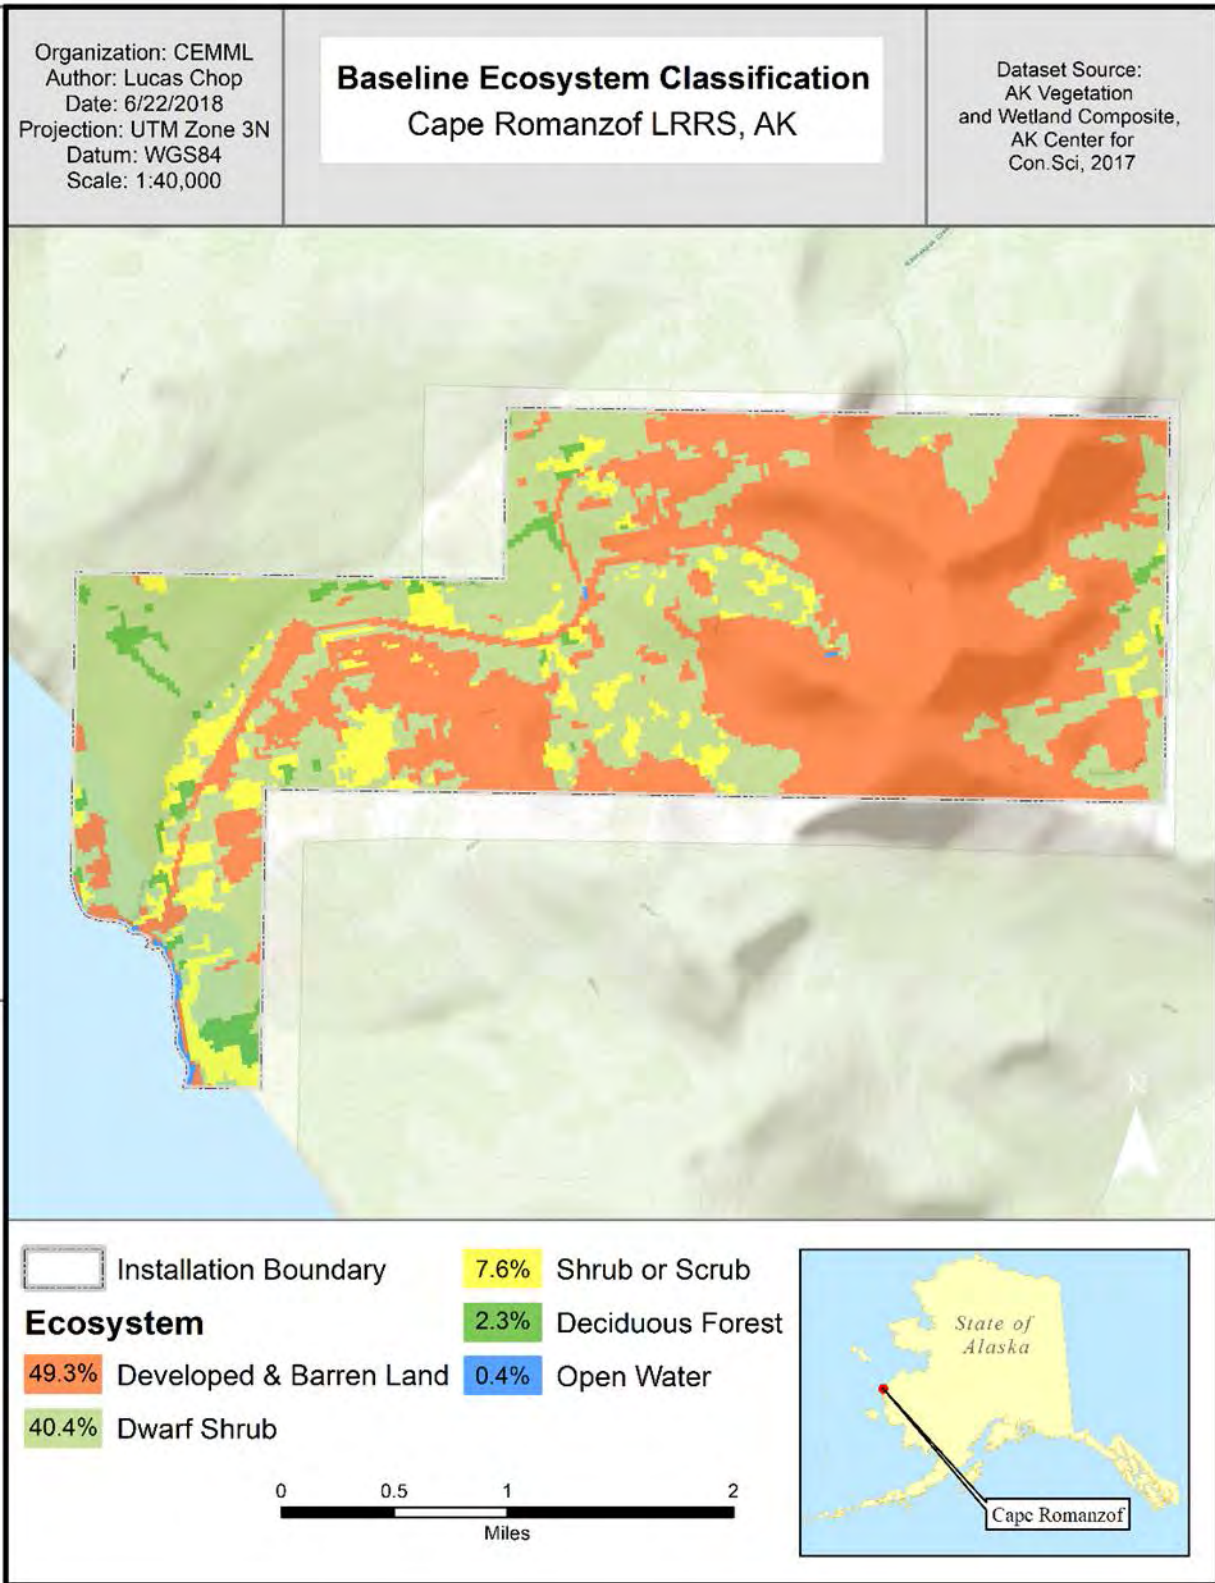 Organization: CEMML
Author: Lucas Chop
Date: 6/22/2018
Projection: UTM Zone 3N
Datum: WGS84
Scale: 1:40,000
Baseline Ecosystem Classification
Cape Romanzof LRRS, AK
Dataset Source:
AK Vegetation
and Wetland Composite,
AK Center for
Con.Sci, 2017
N
Installation Boundary
Ecosystem
49.3% Developed & Barren Land
40.4% Dwarf Shrub
7.6% Shrub or Scrub
2.3% Deciduous Forest
0.4% Open Water
0 0.5 1 2
Miles
State of
Alaska
Cape Romanzof